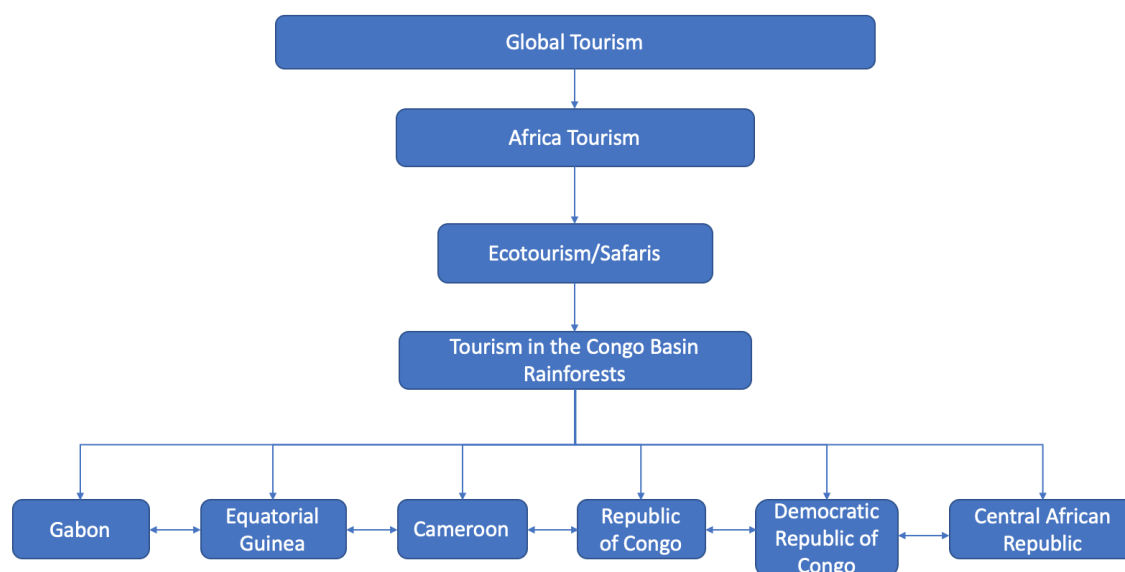 Global Tourism
Africa Tourism
Ecotourism/Safaris
Tourism in the Congo Basin
Rainforests
Gabon
Equatorial
Guinea
Cameroon
Republic
of Congo
Democratic
Republic of
Congo
Central African
Republic